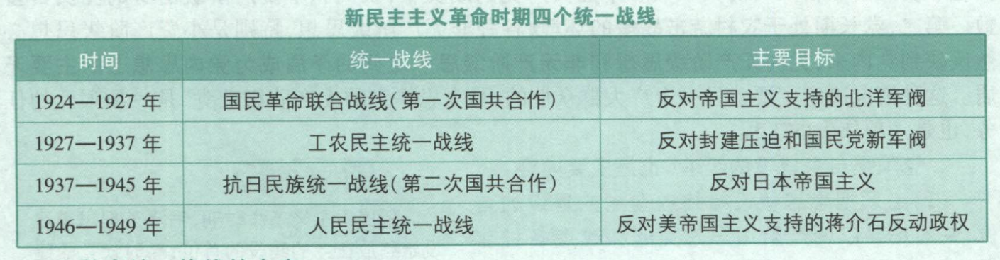 新民主主义革命时期四个统一战线
时间 统一战线 主要目标
1924—1927 年 国民革命联合战线(第一次国共合作) 反对帝国主义支持的北洋军阀
1927—1937 年 工农民主统一战线 反对封建压迫和国民党新军阀
1937—1945 年 抗日民族统一战线(第二次国共合作) 反对日本帝国主义
1946—1949 年 人民民主统一战线 反对美帝国主义支持的蒋介石反动政权